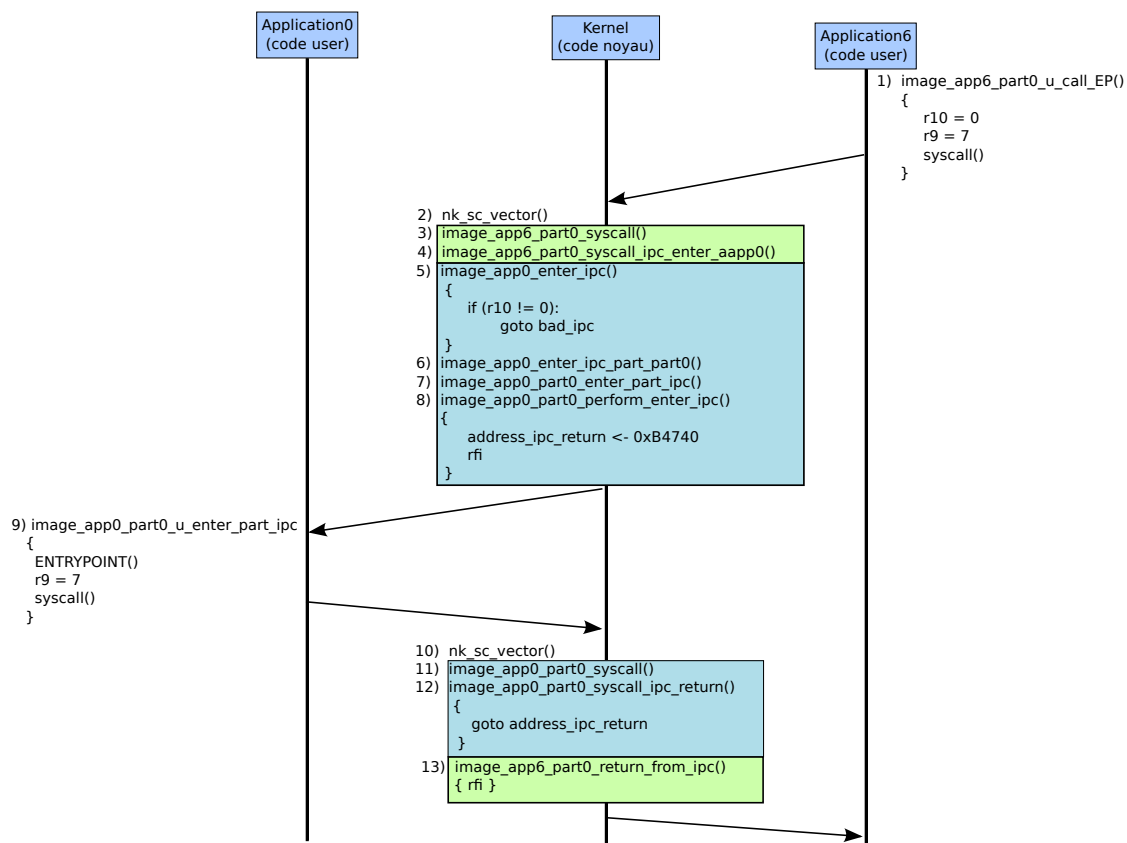 Application0
(code user)
Kernel
(code noyau)
Application6
(code user)
1) image_app6_part0_u_call_EP()
{
r10 = 0
r9 = 7
syscall()
}
2) nk_sc_vector()
3) image_app6_part0_syscall()
4) image_app6_part0_syscall_ipc_enter_aapp0()
5) image_app0_enter_ipc()
{
if (r10 != 0):
goto bad_ipc
}
6) image_app0_enter_ipc_part_part0()
7) image_app0_part0_enter_part_ipc()
8) image_app0_part0_perform_enter_ipc()
{
address_ipc_return <- 0xB4740
rfi
}
9) image_app0_part0_u_enter_part_ipc
{
ENTRYPOINT()
r9 = 7
syscall()
}
10) nk_sc_vector()
11) image_app0_part0_syscall()
12) image_app0_part0_syscall_ipc_return()
{
goto address_ipc_return
}
13) image_app6_part0_return_from_ipc()
{ rfi }